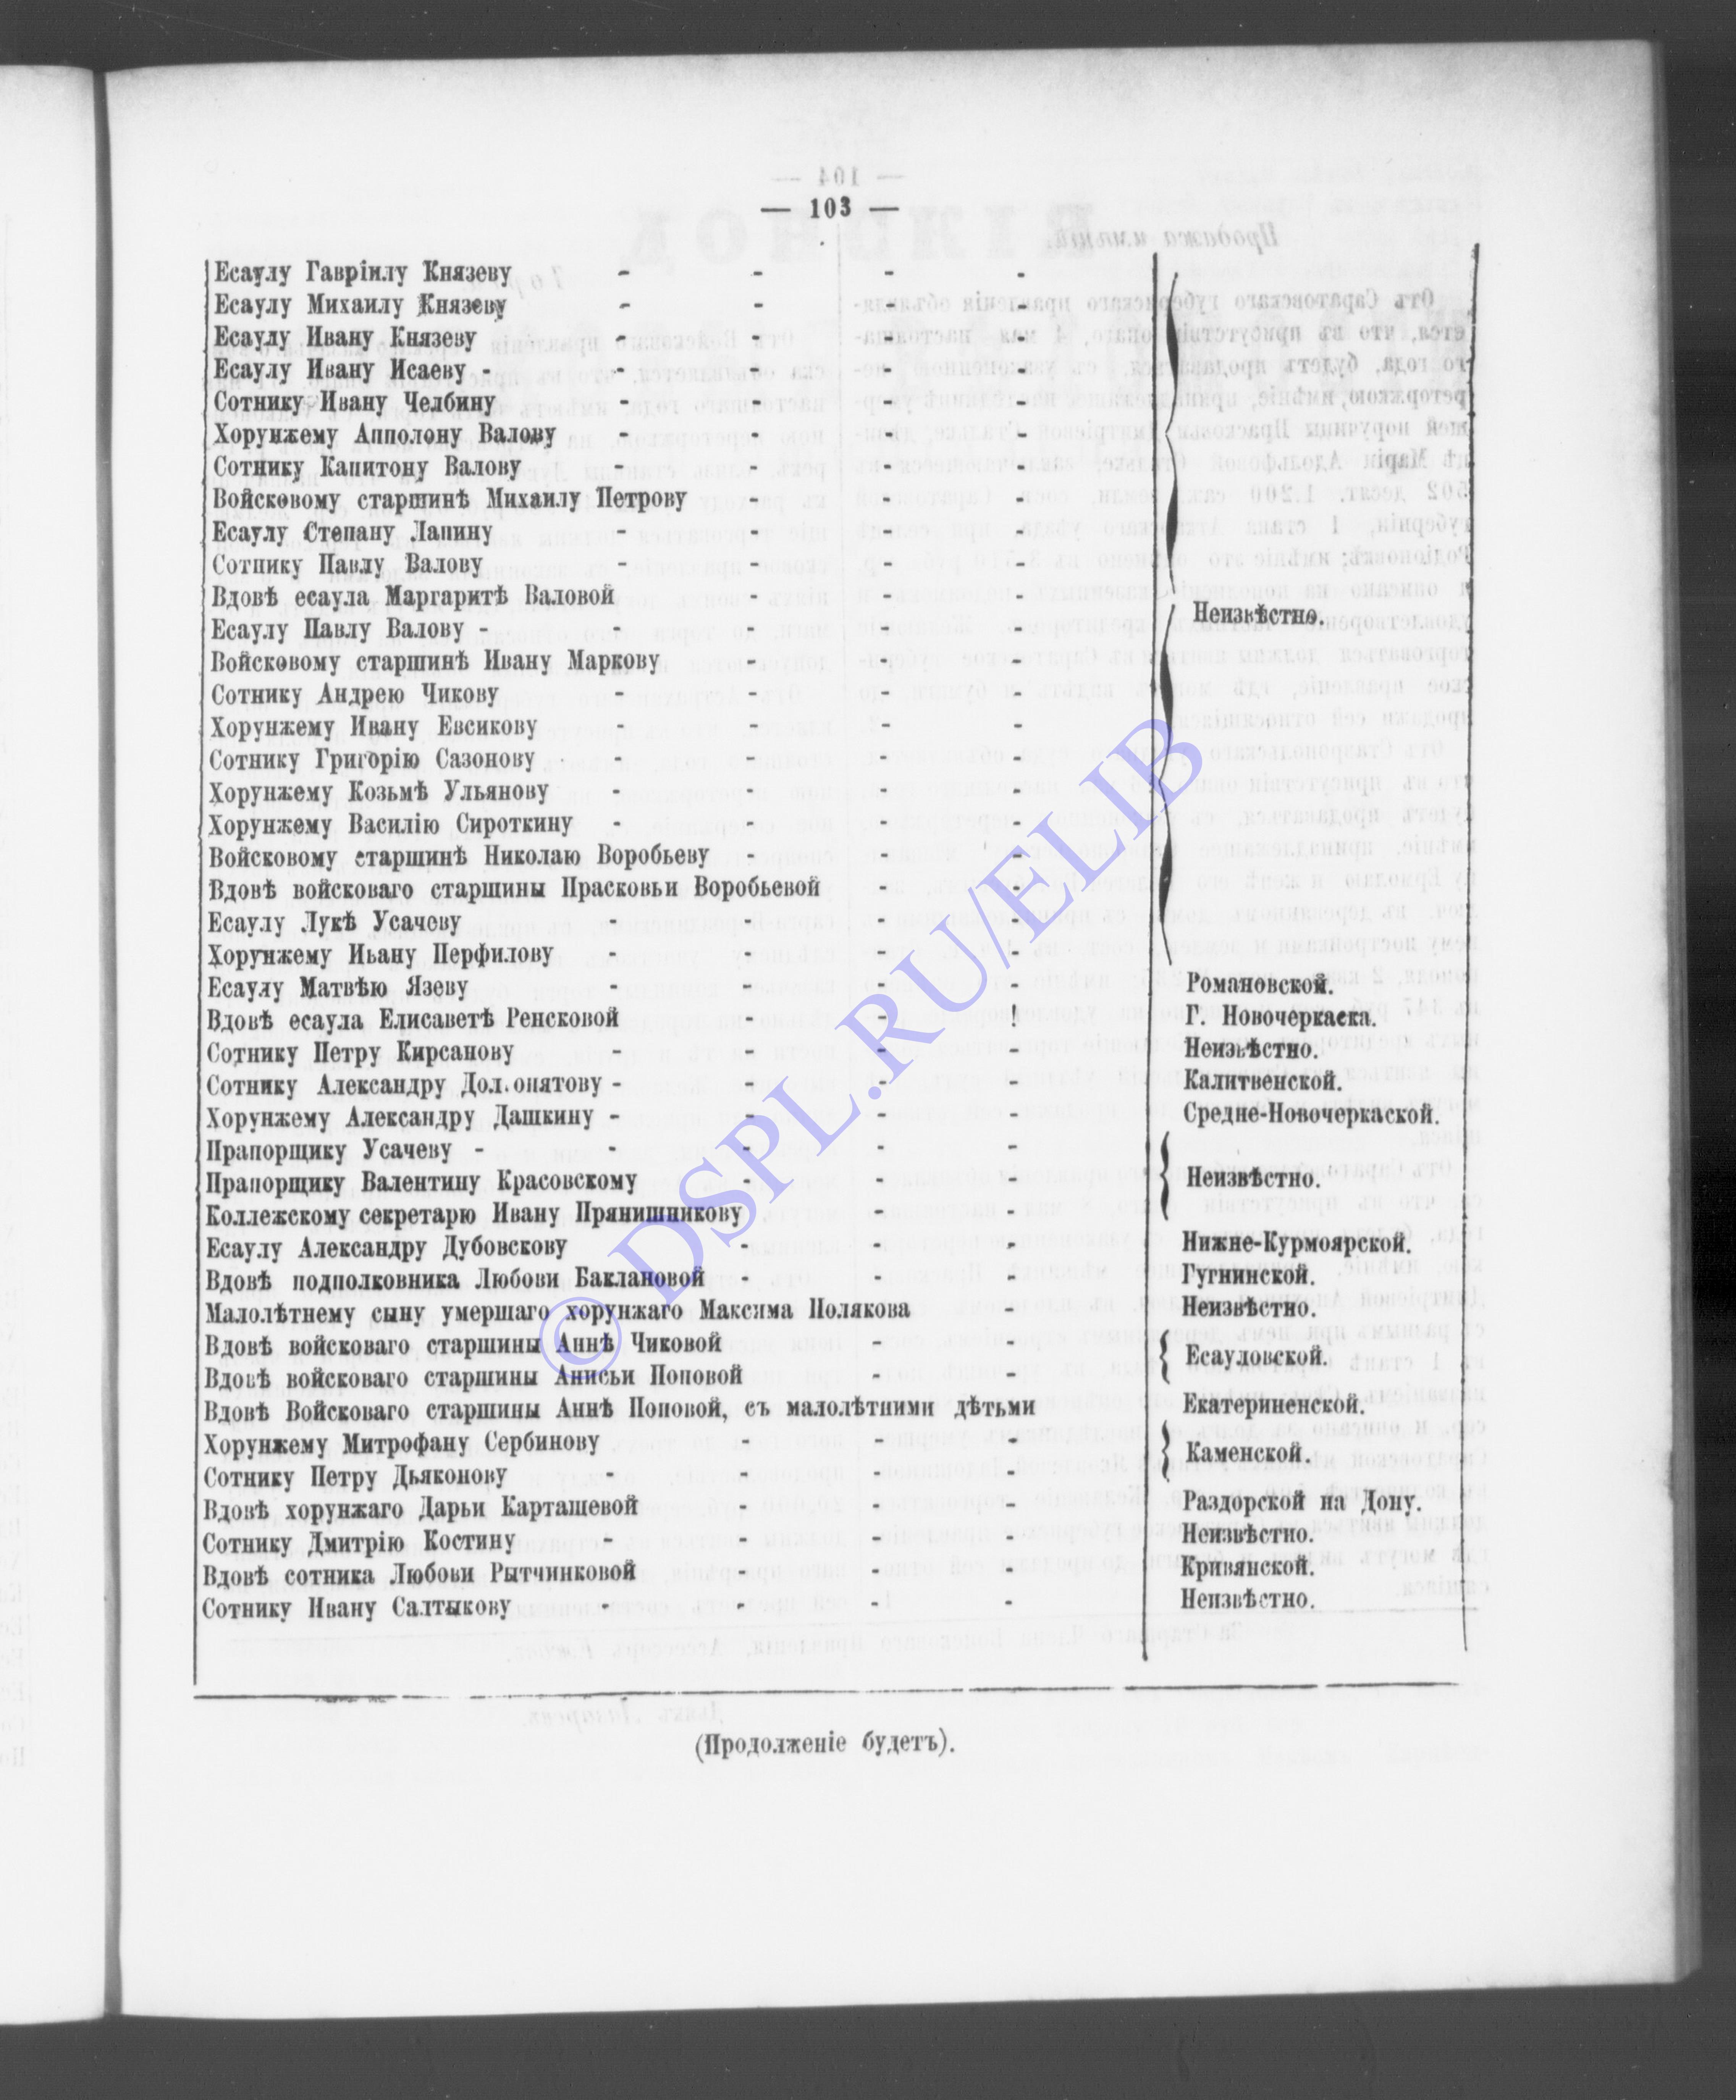 — 103 —
Есаулу Гавріилу Князеву - - - -
Есаулу Михаилу Князеву - - - -
Есаулу Ивану Князеву - - - -
Есаулу Ивану Исаеву - - - - -
Сотнику Ивану Челбину - - - -
Хорунжему Апполону Валову - - - -
Сотнику Капитону Валову - - - -
Войсковому старшинѣ Михаилу Петрову - - -
Есаулу Степану Лапину - - - -
Сотнику Павлу Валову - - - -
Вдовѣ есаула Маргаритѣ Валовой - - -
Есаулу Павлу Валову - - - - - Неизвѣстно.
Войсковому старшинѣ Ивану Маркову - - -
Сотнику Андрею Чикову - - - -
Хорунжему Ивану Евсикову - - - -
Сотнику Григорію Сазонову - - - -
Хорунжему Козьмѣ Ульянову - - - -
Хорунжему Василію Сироткину - - - -
Войсковому старшинѣ Николаю Воробьеву - - -
Вдовѣ войсковаго старшины Прасковьи Воробьевой - -
Есаулу Лукѣ Усачову - - - -
Хорунжему Ивану Перфилову - - - -
Есаулу Матвѣю Язеву - - - - Романовской.
Вдовѣ есаула Елисаветѣ Ренсковой - - - Г. Новочеркаска.
Сотнику Петру Кирсанову - - - - Неизвѣстно.
Сотнику Александру - - - - Калитвенской.
Хорунжему Александру Дашкину - - - - Средне-Новочеркаской.
Прапорщику Усачеву - - - - -
Прапорщику Валентину Красовскому - - - Неизвѣстно.
Коллежскому секретарю Ивану Прянишникову - -
Есаулу Александру Дубовскову - - - Нижне-Курмоярской.
Вдовѣ подполковника Любови Баклановой - - - Гугнинской.
Малолѣтнему сыну умершаго хорунжаго Максима Полякова - Неизвѣстно.
Вдовѣ войсковаго старшины Аннѣ Чиковой - -
Есауловской.
Вдовѣ войсковаго старшины Анисьи Поповой - -
Вдовѣ Войсковаго старшины Аннѣ Поповой, съ малолѣтними дѣтьми Екатериненской.
Хорунжему Митрофану Сербинову - - -
Каменской.
Сотнику Петру Дьяконову - - - -
Вдовѣ хорунжаго Дарьи Карташевой - - - Раздорской на Дону.
Сотнику Дмитрію Костину - - - - Неизвѣстно.
Вдовѣ сотника Любови Рытчинковой - - - Кривянской.
Сотнику Ивану Салтыкову - - - - Неизвѣстно.
(Продолженіе будетъ).
© DSPL.RU/ELIB